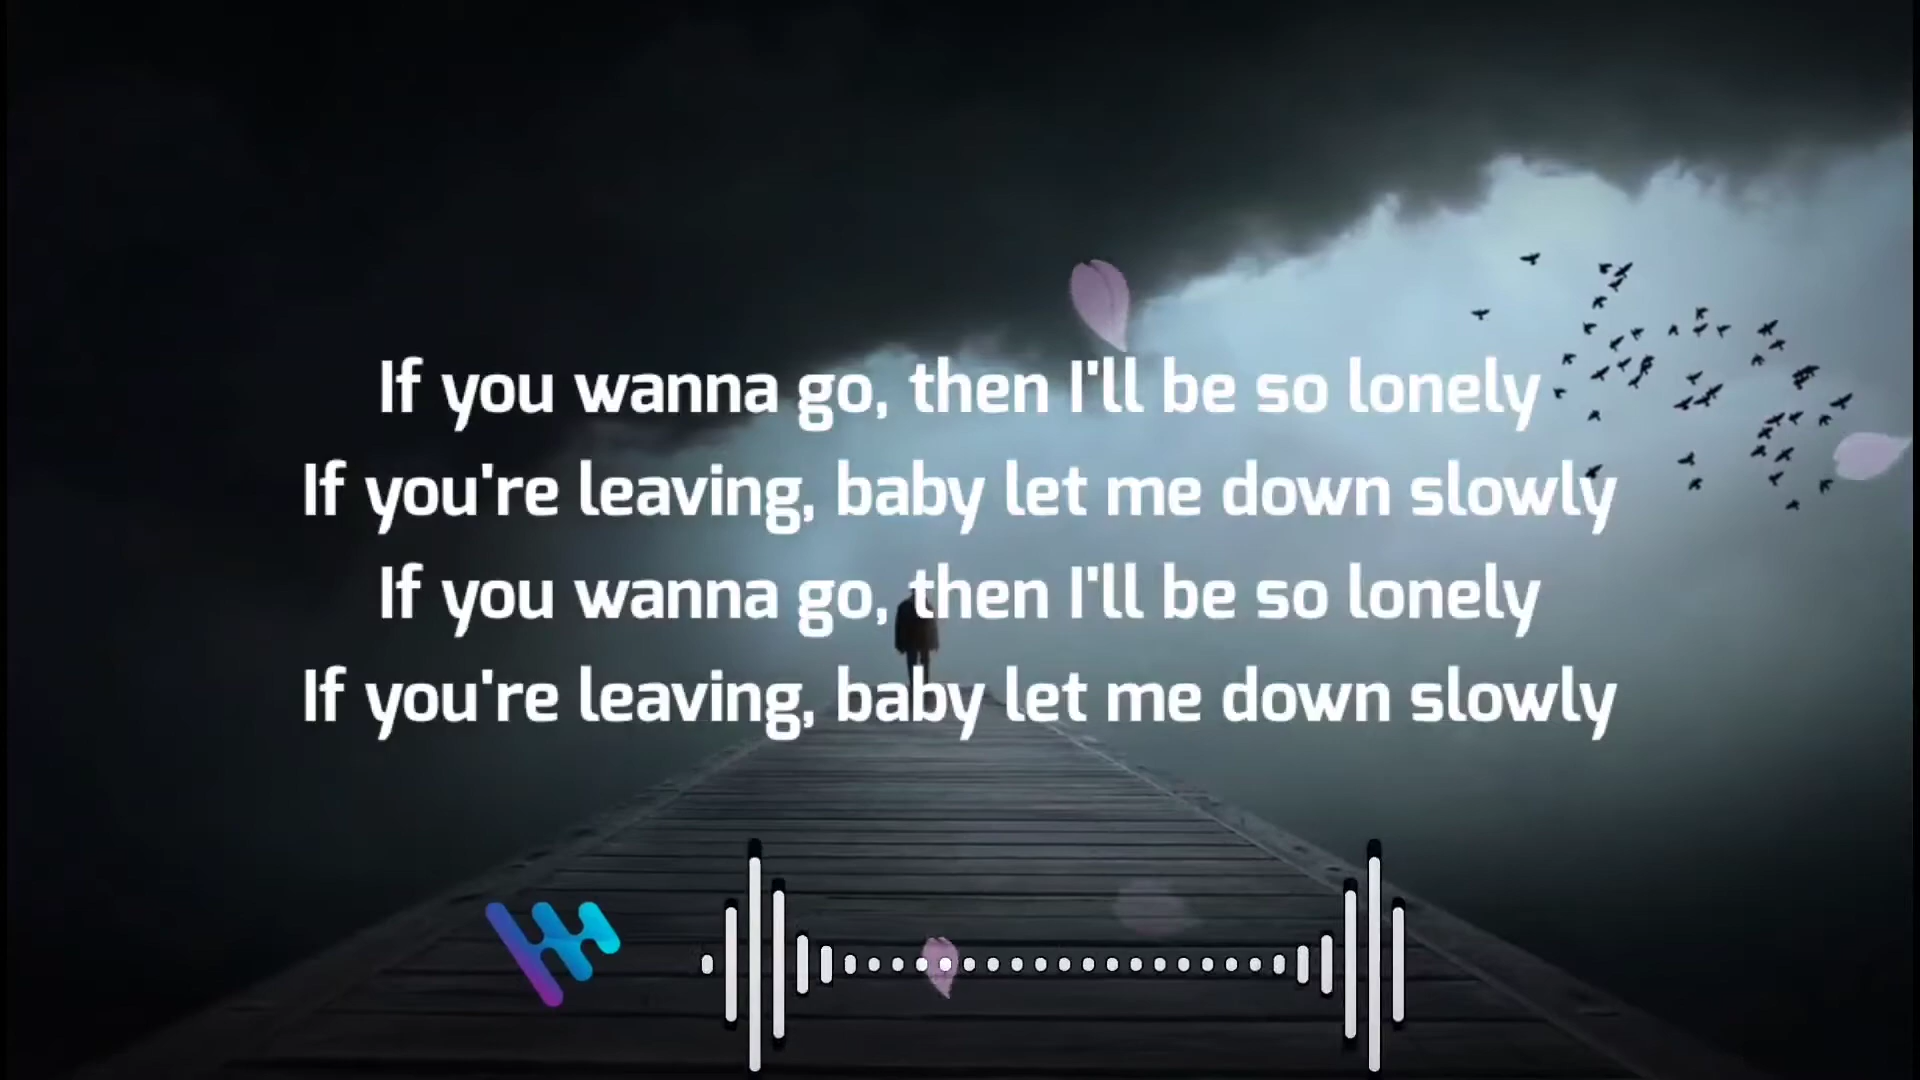 If you wanna go, then I'll be so lonely
If you're leaving, baby let me down slowly
If you wanna go, then I'll be so lonely
If you're leaving, baby let me down slowly